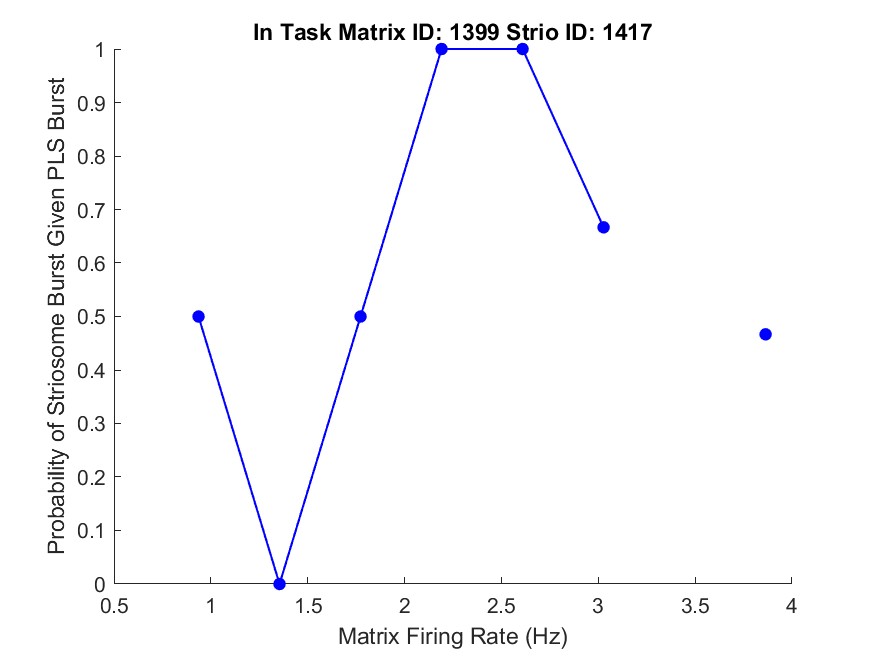 In Task Matrix ID: 1399 Strio ID: 1417
Probability of Striosome Burst Given PLS Burst
1
0.9
0.8
0.7
0.6
0.5
0.4
0.3
0.2
0.1
0
0.5 1 1.5 2 2.5 3 3.5 4
Matrix Firing Rate (Hz)